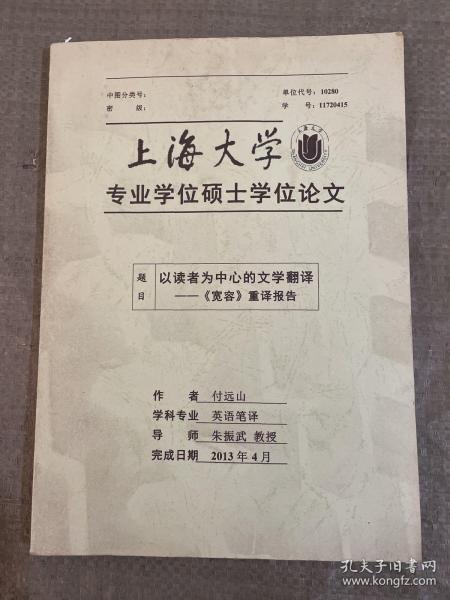 中图分类号: 单位代号: 10280
密 级: 学 号: 11720415
上海大学
专业学位硕士学位论文
题目
以读者为中心的文学翻译
——《宽容》重译报告
作 者 付远山
学科专业 英语笔译
导 师 朱振武 教授
完成日期 2013 年 4 月
孔夫子旧书网
www.kongfz.com